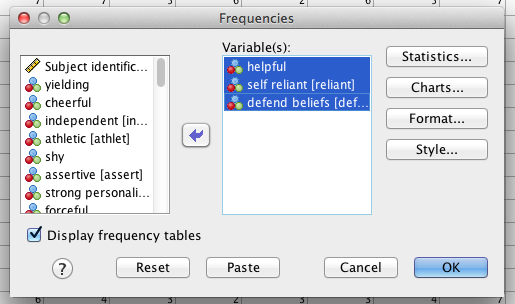 Frequencies
Variable(s):
Subject identific...
yielding
cheerful
independent [in...
athletic [athlet]
shy
assertive [assert]
strong personali...
forceful
helpful
self reliant [reliant]
defend beliefs [def...
Statistics...
Charts...
Format...
Style...
Display frequency tables
?
Reset
Paste
Cancel
OK